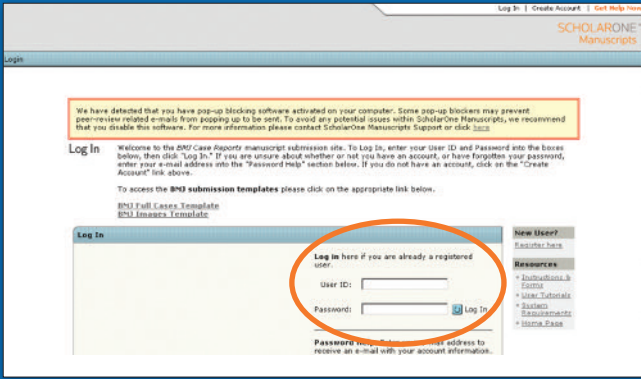 Log In | Create Account | Get Help Now
SCHOLARONE™
Manuscripts
Login
We have detected that you have pop-up blocking software activated on your computer. Some pop-up blockers may prevent
peer-review related e-mails from popping up to be sent. To avoid any potential issues within ScholarOne Manuscripts, we recommend
that you disable this software. For more information please contact ScholarOne Manuscripts Support or click here
Log In
Welcome to the BMJ Case Reports manuscript submission site. To Log In, enter your User ID and Password into the boxes
below, then click "Log In." If you are unsure about whether or not you have an account, or have forgotten your password,
enter your e-mail address into the "Password Help" section below. If you do not have an account, click on the "Create
Account" link above.
To access the BMJ submission templates please click on the appropriate link below.
BMJ Full Cases Template
BMJ Images Template
Log In
Log in here if you are already a registered
user.
User ID:
Password:
Log In
Password
mail address to
receive an e-mail with your account information.
New User?
Register here
Resources
Instructions &
Forms
User Tutorials
System
Requirements
Home Page